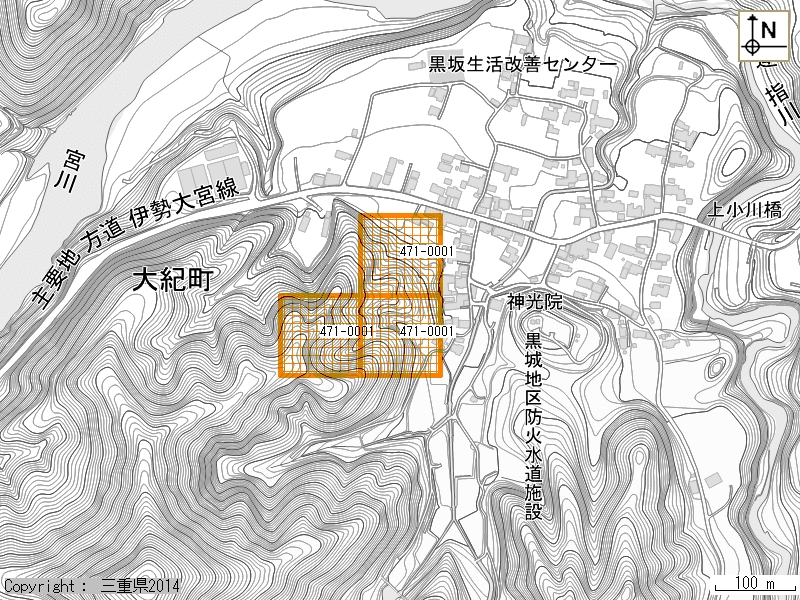 N
黒坂生活改善センター
指川
宮川
主要地方道 伊勢大宮線
上小川橋
471-0001
大紀町
神光院
471-0001
471-0001
黒城地区防火水道施設
Copyright : 三重県2014
100 m